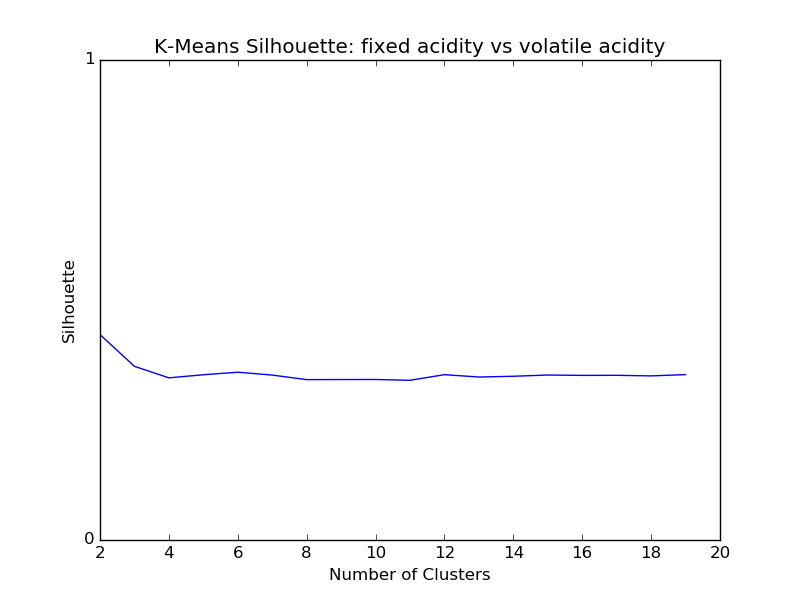 K-Means Silhouette: fixed acidity vs volatile acidity
1
Silhouette
0
2 4 6 8 10 12 14 16 18 20
Number of Clusters